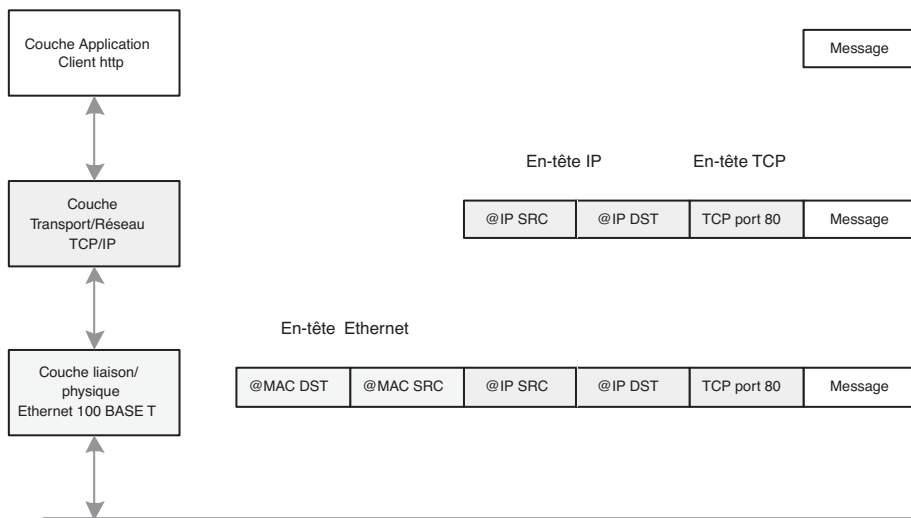 Couche Application
Client http
Message
En-tête IP
En-tête TCP
Couche
Transport/Réseau
TCP/IP
@IP SRC
@IP DST
TCP port 80
Message
En-tête Ethernet
Couche liaison/
physique
Ethernet 100 BASE T
@MAC DST
@MAC SRC
@IP SRC
@IP DST
TCP port 80
Message